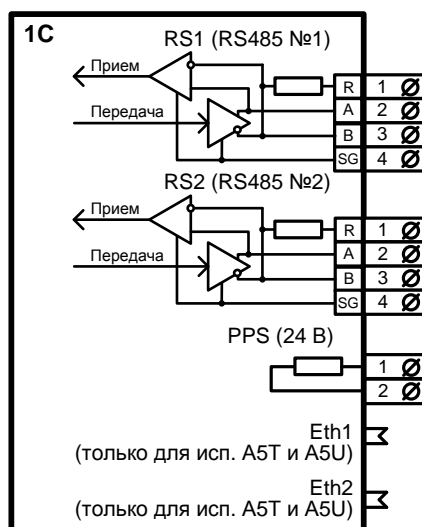 1С
RS1 (RS485 №1)
Прием
Передача
R 1
A 2
B 3
SG 4
RS2 (RS485 №2)
Прием
Передача
R 1
A 2
B 3
SG 4
PPS (24 В)
1
2
Eth1
(только для исп. A5T и A5U)
Eth2
(только для исп. A5T и A5U)